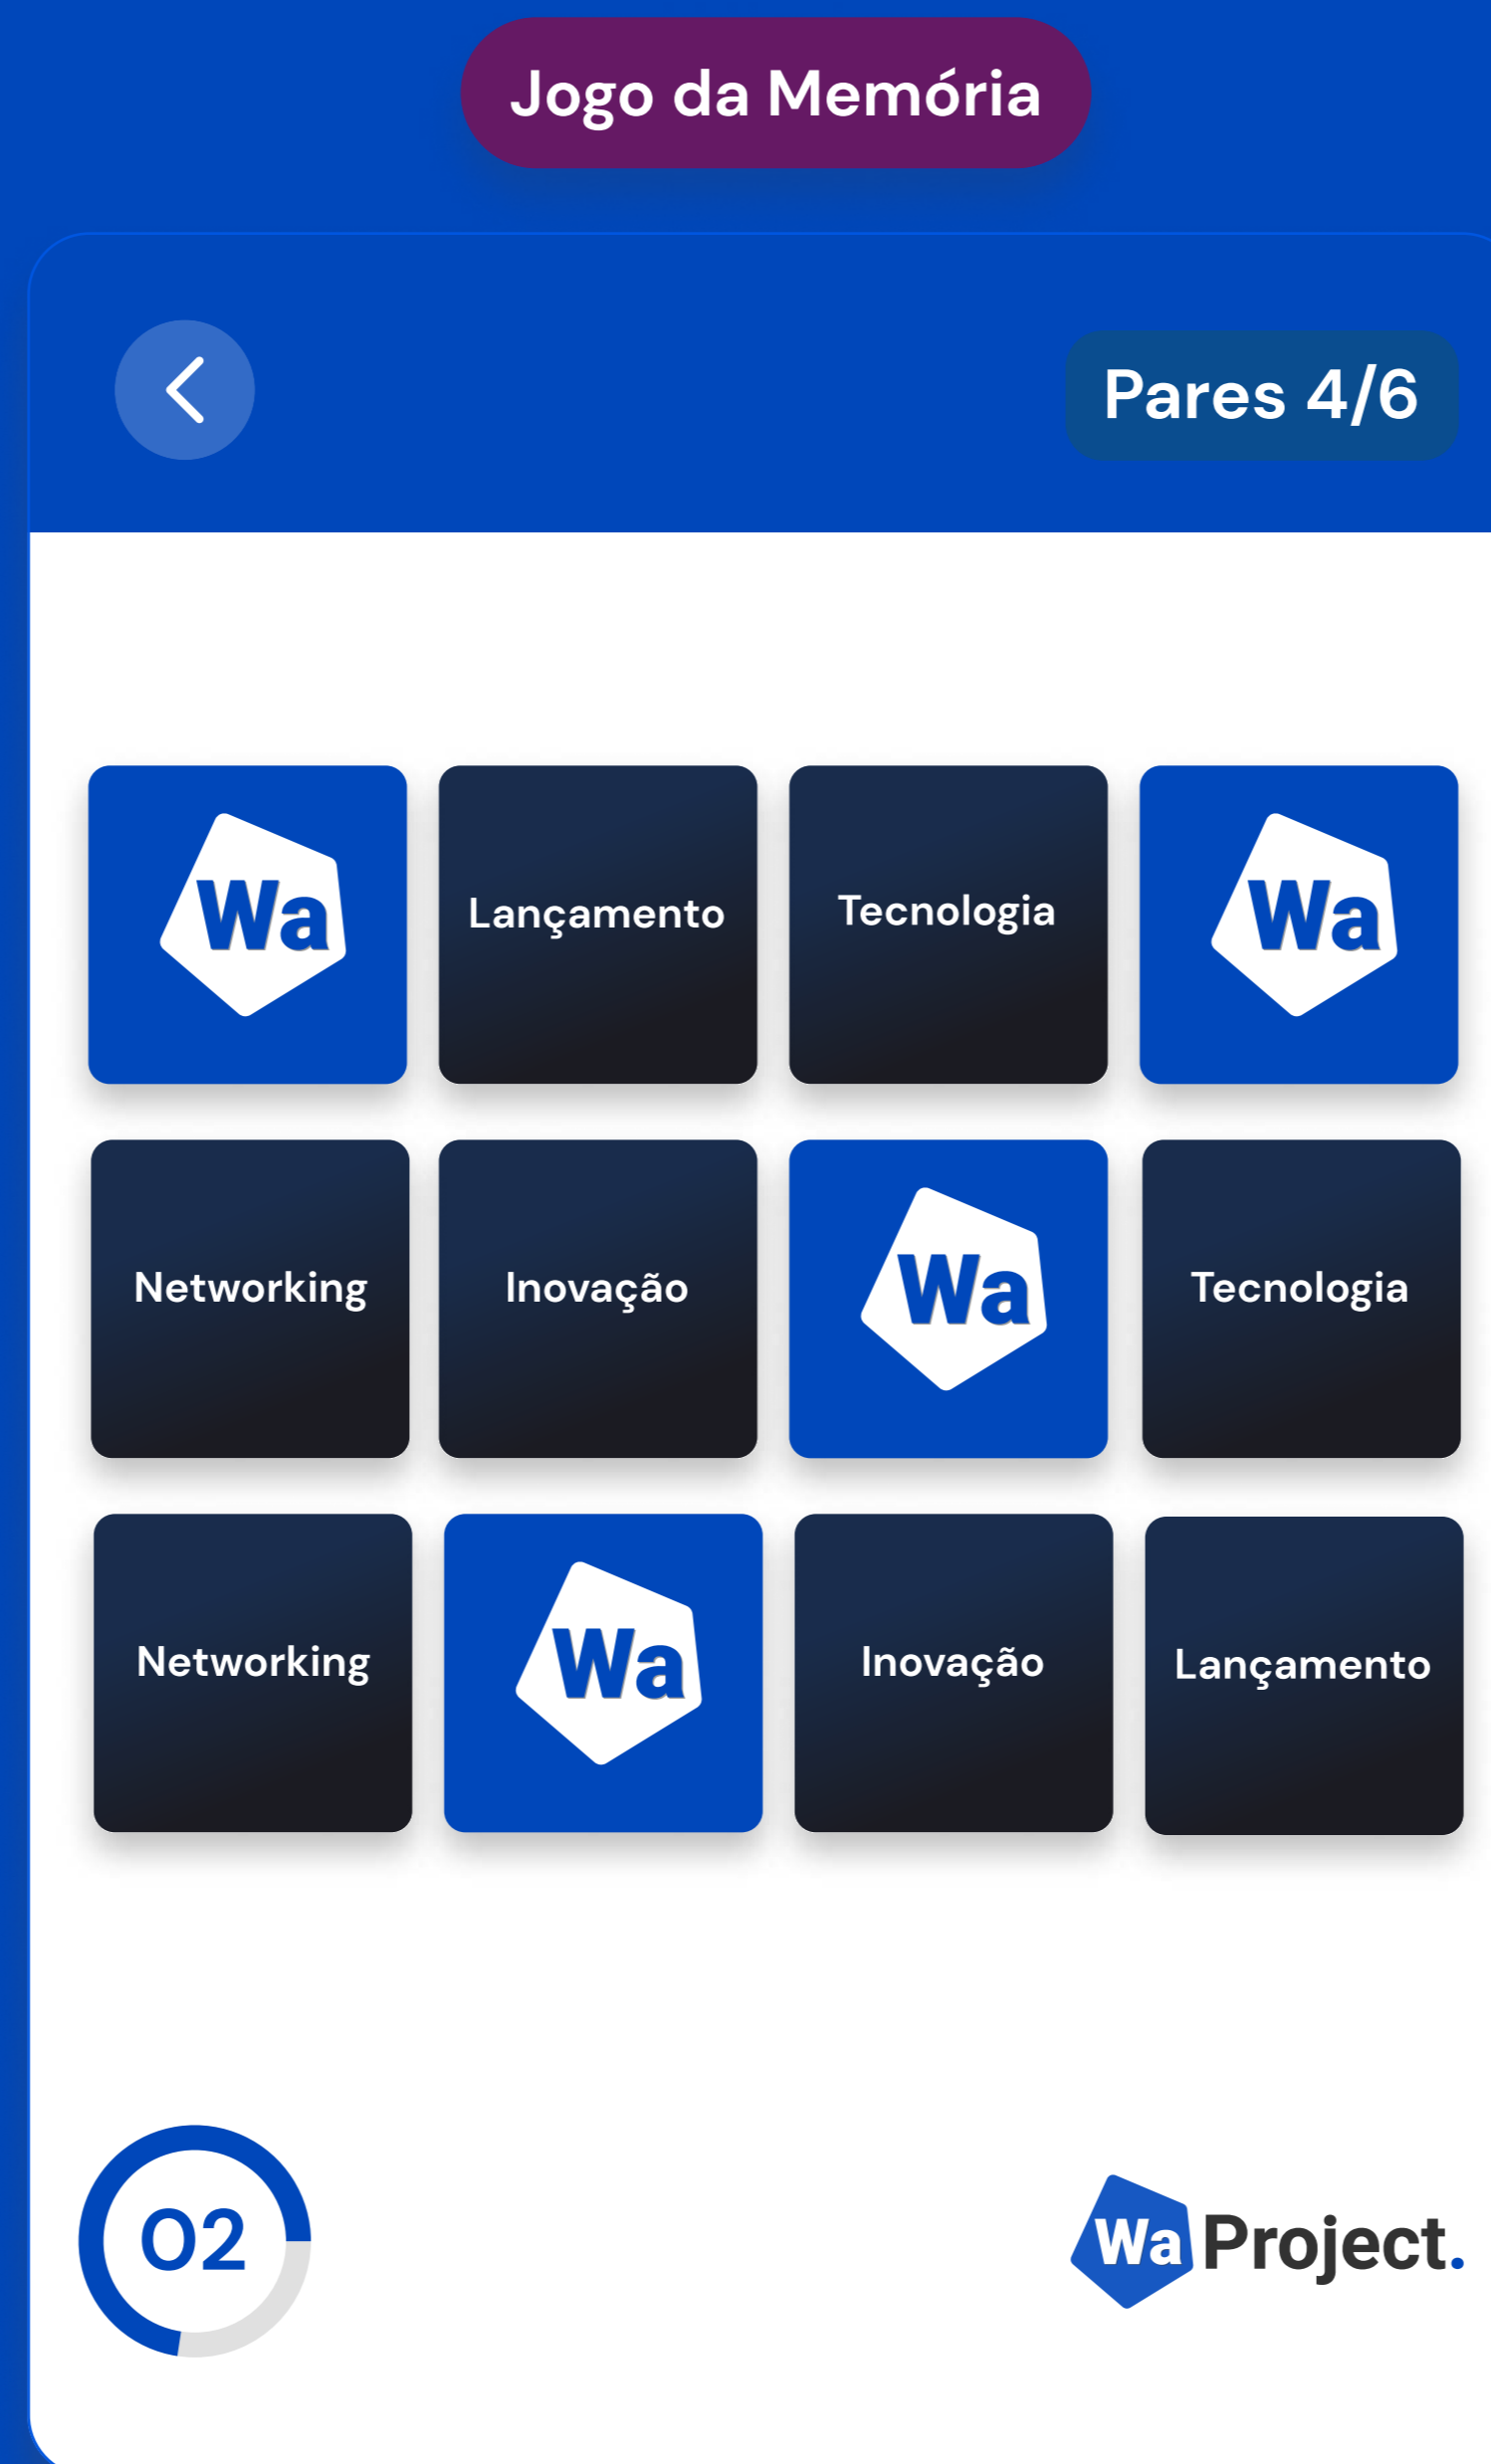 Jogo da Memória
Pares 4/6
Wa
Lançamento
Tecnologia
Wa
Networking
Inovação
Wa
Tecnologia
Networking
Wa
Inovação
Lançamento
02
Wa Project.